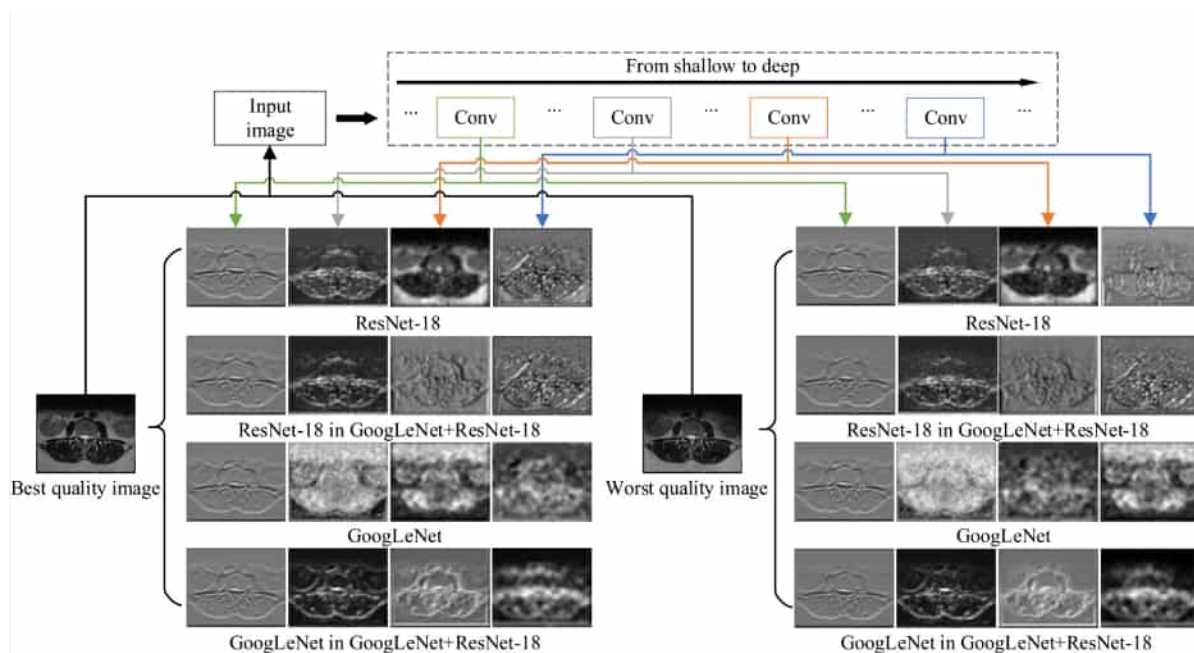 From shallow to deep
Input
image
... Conv ... Conv ... Conv ... Conv ...
ResNet-18
ResNet-18
ResNet-18 in GoogLeNet+ResNet-18
ResNet-18 in GoogLeNet+ResNet-18
Best quality image
Worst quality image
GoogLeNet
GoogLeNet
GoogLeNet in GoogLeNet+ResNet-18
GoogLeNet in GoogLeNet+ResNet-18